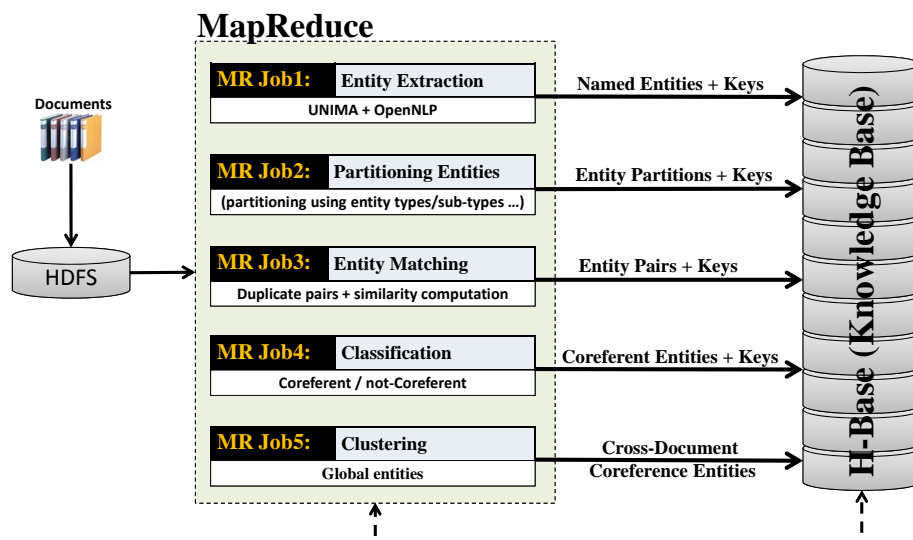 MapReduce
Documents
HDFS
MR Job1: Entity Extraction
UNIMA + OpenNLP
Named Entities + Keys
MR Job2: Partitioning Entities
(partitioning using entity types/sub-types ...)
Entity Partitions + Keys
MR Job3: Entity Matching
Duplicate pairs + similarity computation
Entity Pairs + Keys
MR Job4: Classification
Coreferent / not-Coreferent
Coreferent Entities + Keys
MR Job5: Clustering
Global entities
Cross-Document
Coreference Entities
H-Base (Knowledge Base)